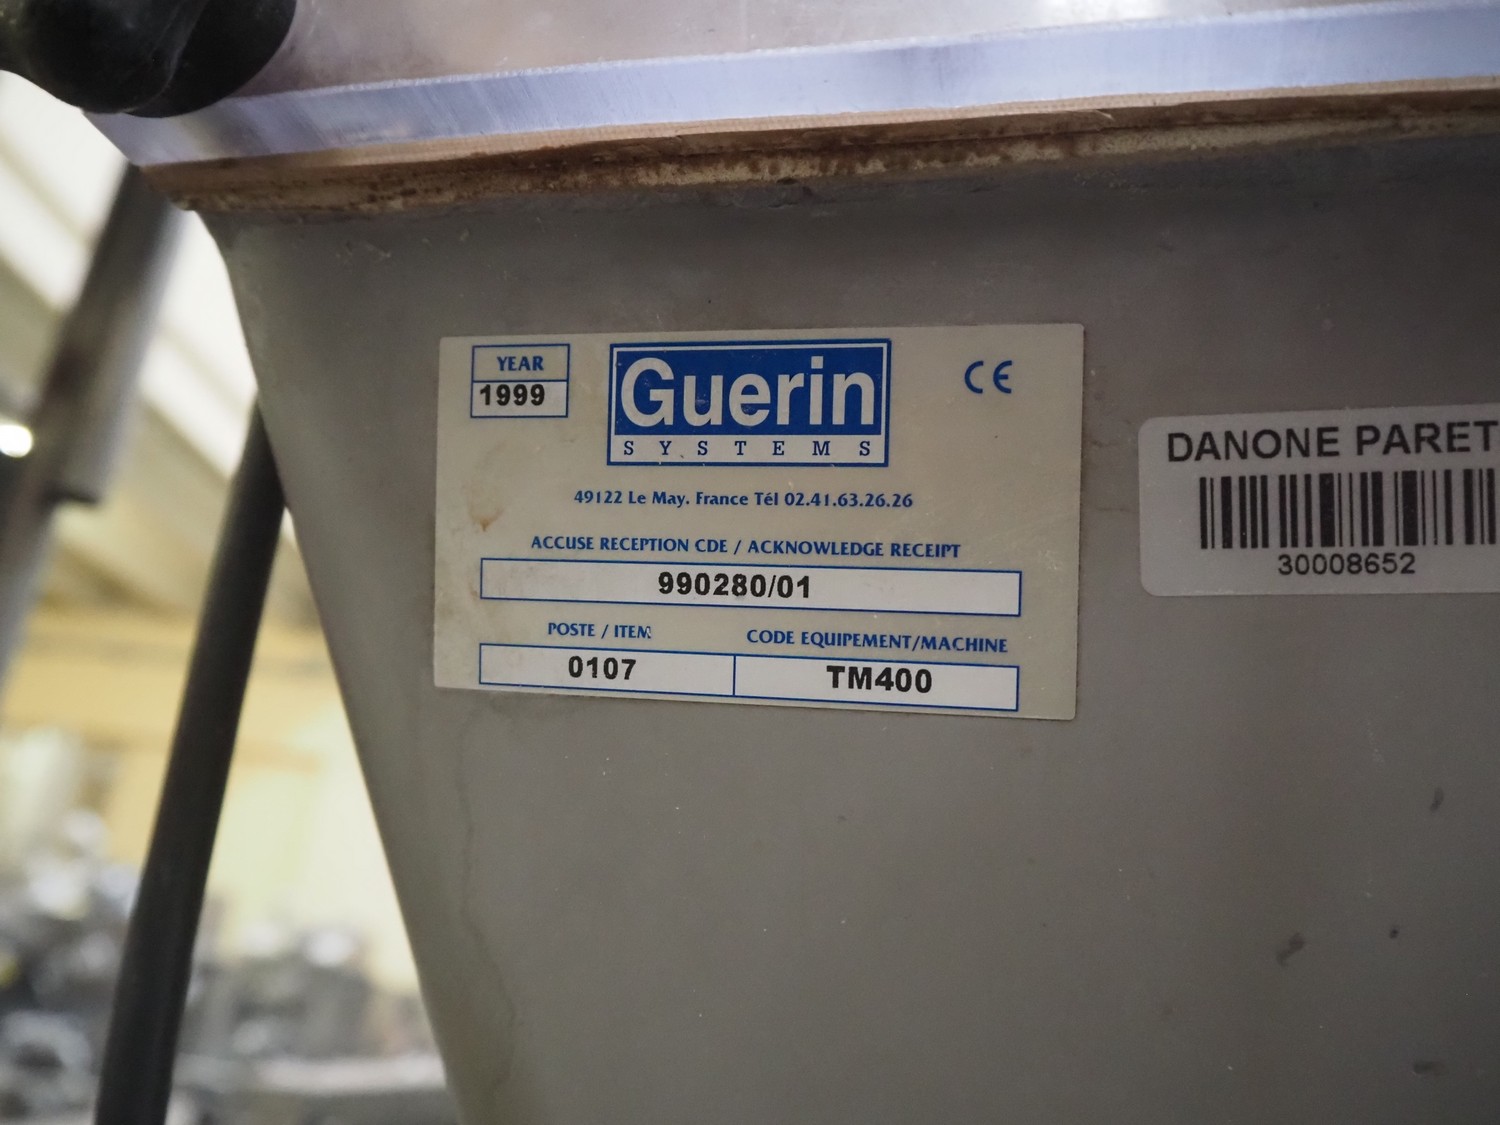 YEAR
1999
Guerin
SYSTEMS
CE
49122 Le May. France Tél 02.41.63.26.26
ACCUSE RECEPTION CDE / ACKNOWLEDGE RECEIPT
990280/01
POSTE / ITEM
CODE EQUIPEMENT/MACHINE
0107
TM400
DANONE PARET
30008652